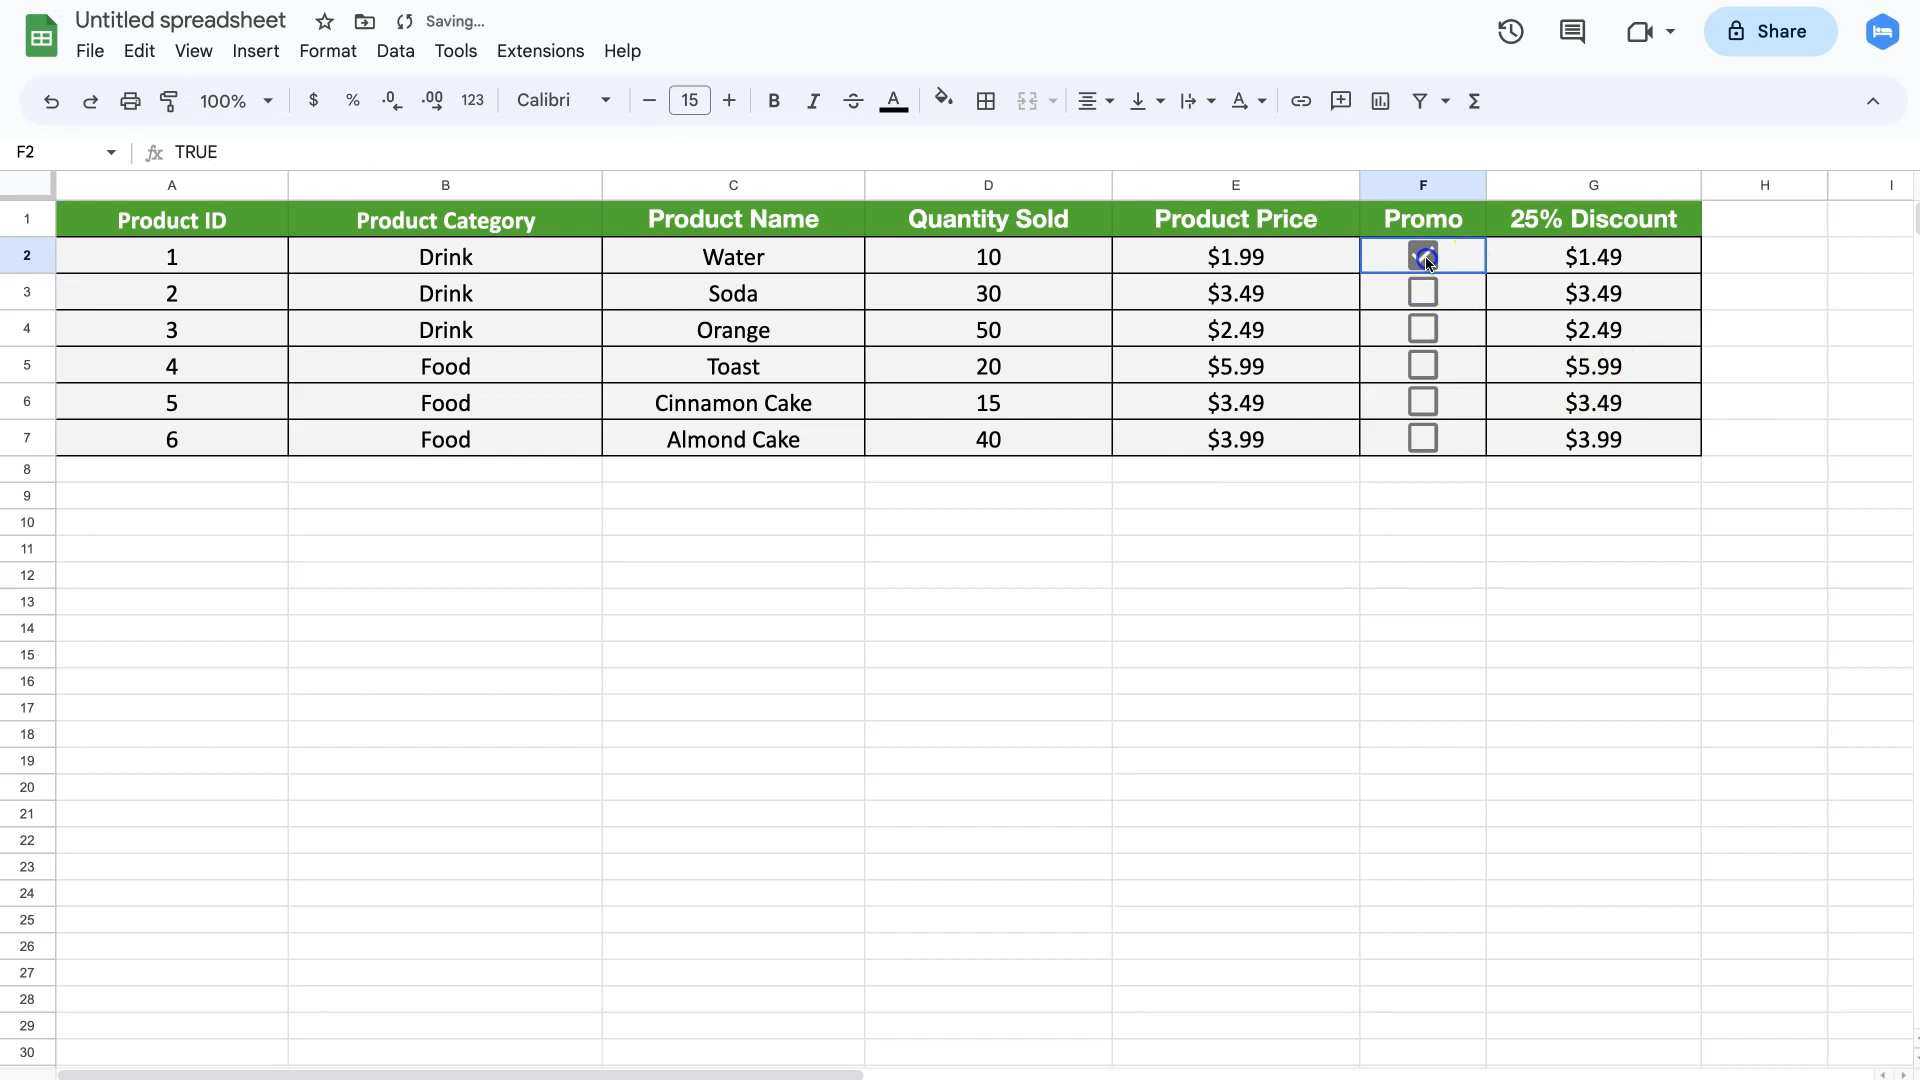 Untitled spreadsheet Saving...
File Edit View Insert Format Data Tools Extensions Help
Share
100% $ % .0 .00 123 Calibri 15 B I S A Σ
F2 fx TRUE
A B C D E F G H I
1 Product ID Product Category Product Name Quantity Sold Product Price Promo 25% Discount
2 1 Drink Water 10 $1.99 $1.49
3 2 Drink Soda 30 $3.49 $3.49
4 3 Drink Orange 50 $2.49 $2.49
5 4 Food Toast 20 $5.99 $5.99
6 5 Food Cinnamon Cake 15 $3.49 $3.49
7 6 Food Almond Cake 40 $3.99 $3.99
8
9
10
11
12
13
14
15
16
17
18
19
20
21
22
23
24
25
26
27
28
29
30